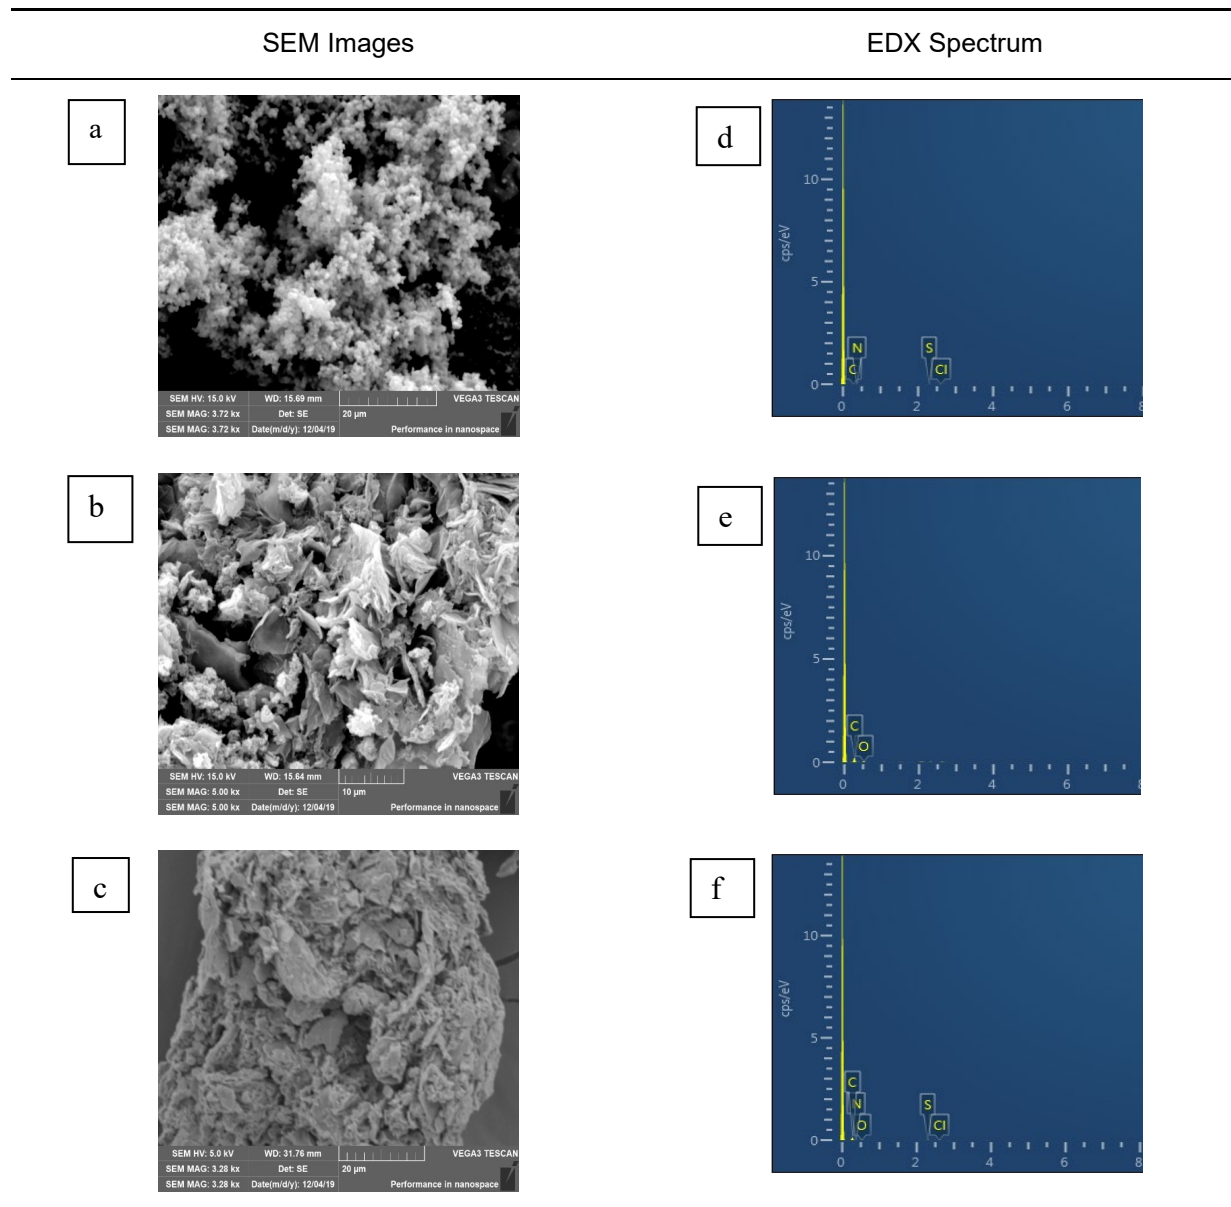 SEM Images EDX Spectrum
a
SEM HV: 15.0 kV WD: 15.69 mm VEGA3 TESCAN
SEM MAG: 3.72 kx Det: SE 20 µm
SEM MAG: 3.72 kx Date(m/d/y): 12/04/19 Performance in nanospace
d
cps/eV
10
5
0
N
C
S
Cl
0 2 4 6 8
b
SEM HV: 15.0 kV WD: 15.64 mm VEGA3 TESCAN
SEM MAG: 5.00 kx Det: SE 10 µm
SEM MAG: 5.00 kx Date(m/d/y): 12/04/19 Performance in nanospace
e
cps/eV
10
5
0
C
O
0 2 4 6 8
c
SEM HV: 5.0 kV WD: 31.76 mm VEGA3 TESCAN
SEM MAG: 3.28 kx Det: SE 20 µm
SEM MAG: 3.28 kx Date(m/d/y): 12/04/19 Performance in nanospace
f
cps/eV
10
5
0
C
N
O
S
Cl
0 2 4 6 8